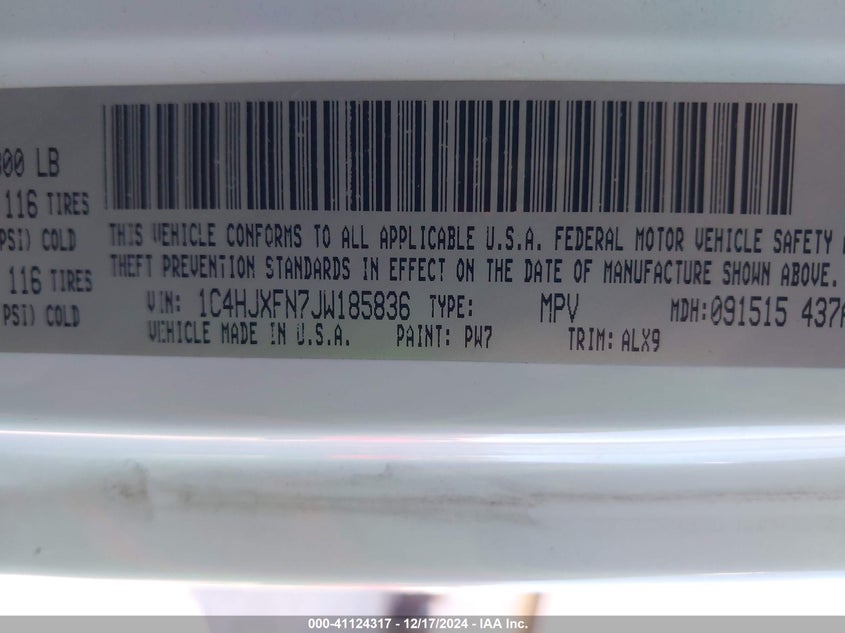 LB
116 TIRES
PSI) COLD
116 TIRES
PSI) COLD
THIS VEHICLE CONFORMS TO ALL APPLICABLE U.S.A. FEDERAL MOTOR VEHICLE SAFETY
THEFT PREVENTION STANDARDS IN EFFECT ON THE DATE OF MANUFACTURE SHOWN ABOVE.
VIN: 1C4HJXFN7JW185836 TYPE: MPV MDH:091515 437
VEHICLE MADE IN U.S.A. PAINT: PW7 TRIM: ALX9
000-41124317 - 12/17/2024 - IAA Inc.